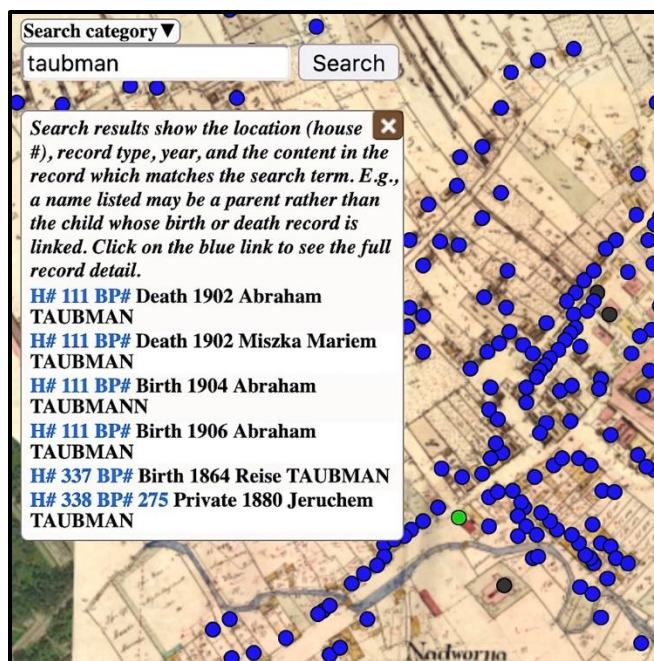 Search category▼
taubman
Search
Search results show the location (house
#), record type, year, and the content in the
record which matches the search term. E.g.,
a name listed may be a parent rather than
the child whose birth or death record is
linked. Click on the blue link to see the full
record detail.
H# 111 BP# Death 1902 Abraham
TAUBMAN
H# 111 BP# Death 1902 Miszka Mariem
TAUBMAN
H# 111 BP# Birth 1904 Abraham
TAUBMANN
H# 111 BP# Birth 1906 Abraham
TAUBMAN
H# 337 BP# Birth 1864 Reise TAUBMAN
H# 338 BP# 275 Private 1880 Jeruchem
TAUBMAN
Nadworna